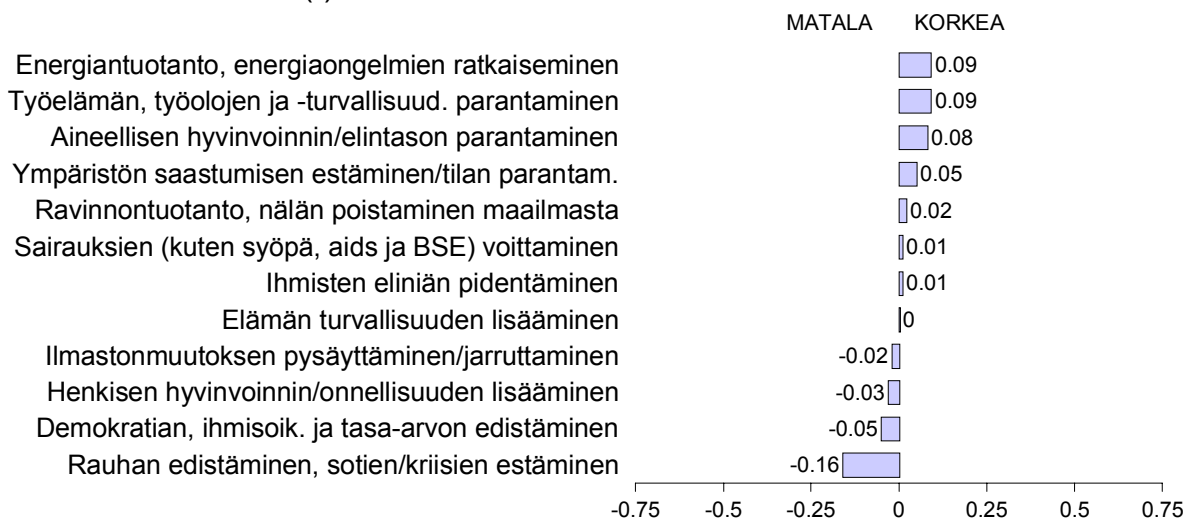 MATALA KORKEA
Energiantuotanto, energiaongelmien ratkaiseminen 0.09
Työelämän, työolojen ja -turvallisuud. parantaminen 0.09
Aineellisen hyvinvoinnin/elintason parantaminen 0.08
Ympäristön saastumisen estäminen/tilan parantam. 0.05
Ravinnontuotanto, nälän poistaminen maailmasta 0.02
Sairauksien (kuten syöpä, aids ja BSE) voittaminen 0.01
Ihmisten eliniän pidentäminen 0.01
Elämän turvallisuuden lisääminen 0
Ilmastonmuutoksen pysäyttäminen/jarruttaminen -0.02
Henkisen hyvinvoinnin/onnellisuuden lisääminen -0.03
Demokratian, ihmisoik. ja tasa-arvon edistäminen -0.05
Rauhan edistäminen, sotien/kriisien estäminen -0.16
-0.75 -0.5 -0.25 0 0.25 0.5 0.75